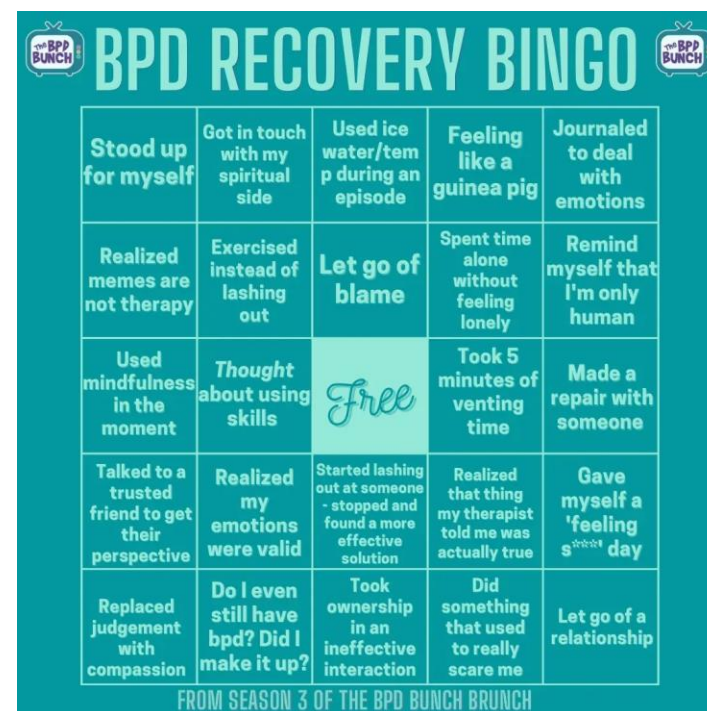 THE BPD
BUNCH
BPD RECOVERY BINGO
THE BPD
BUNCH
Stood up
for myself
Got in touch
with my
spiritual
side
Used ice
water/tem
p during an
episode
Feeling
like a
guinea pig
Journaled
to deal
with
emotions
Realized
memes are
not therapy
Exercised
instead of
lashing
out
Let go of
blame
Spent time
alone
without
feeling
lonely
Remind
myself that
I'm only
human
Used
mindfulness
in the
moment
Thought
about using
skills
Free
Took 5
minutes of
venting
time
Made a
repair with
someone
Talked to a
trusted
friend to get
their
perspective
Realized
my
emotions
were valid
Started lashing
out at someone
- stopped and
found a more
effective
solution
Realized
that thing
my therapist
told me was
actually true
Gave
myself a
'feeling
s***' day
Replaced
judgement
with
compassion
Do I even
still have
bpd? Did I
make it up?
Took
ownership
in an
ineffective
interaction
Did
something
that used
to really
scare me
Let go of a
relationship
FROM SEASON 3 OF THE BPD BUNCH BRUNCH